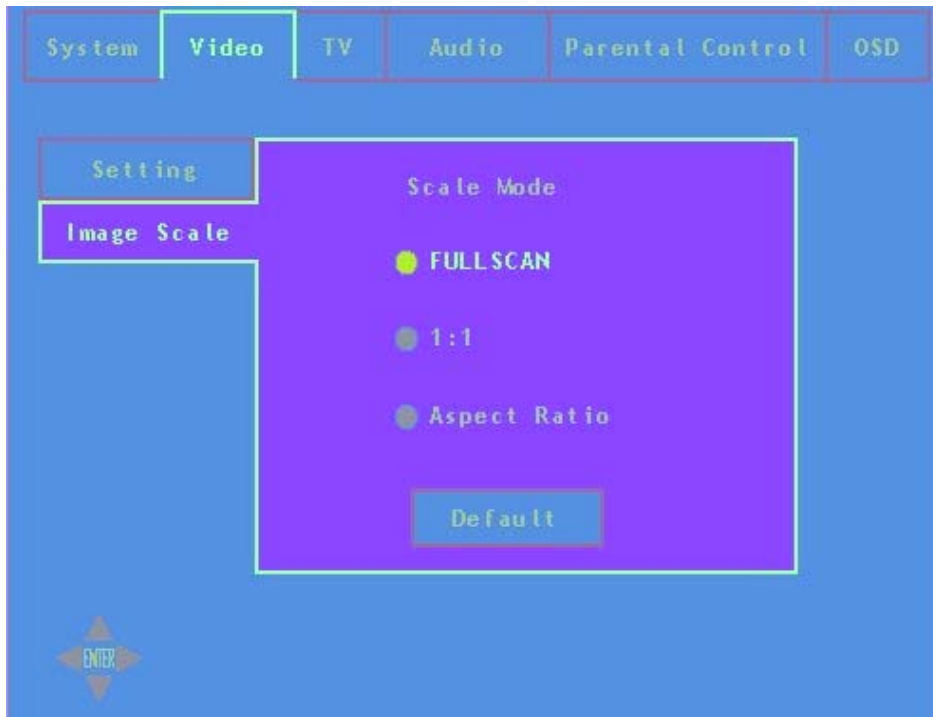 System Video TV Audio Parental Control OSD
Setting
Image Scale
Scale Mode
FULLSCAN
1:1
Aspect Ratio
Default
ENTER